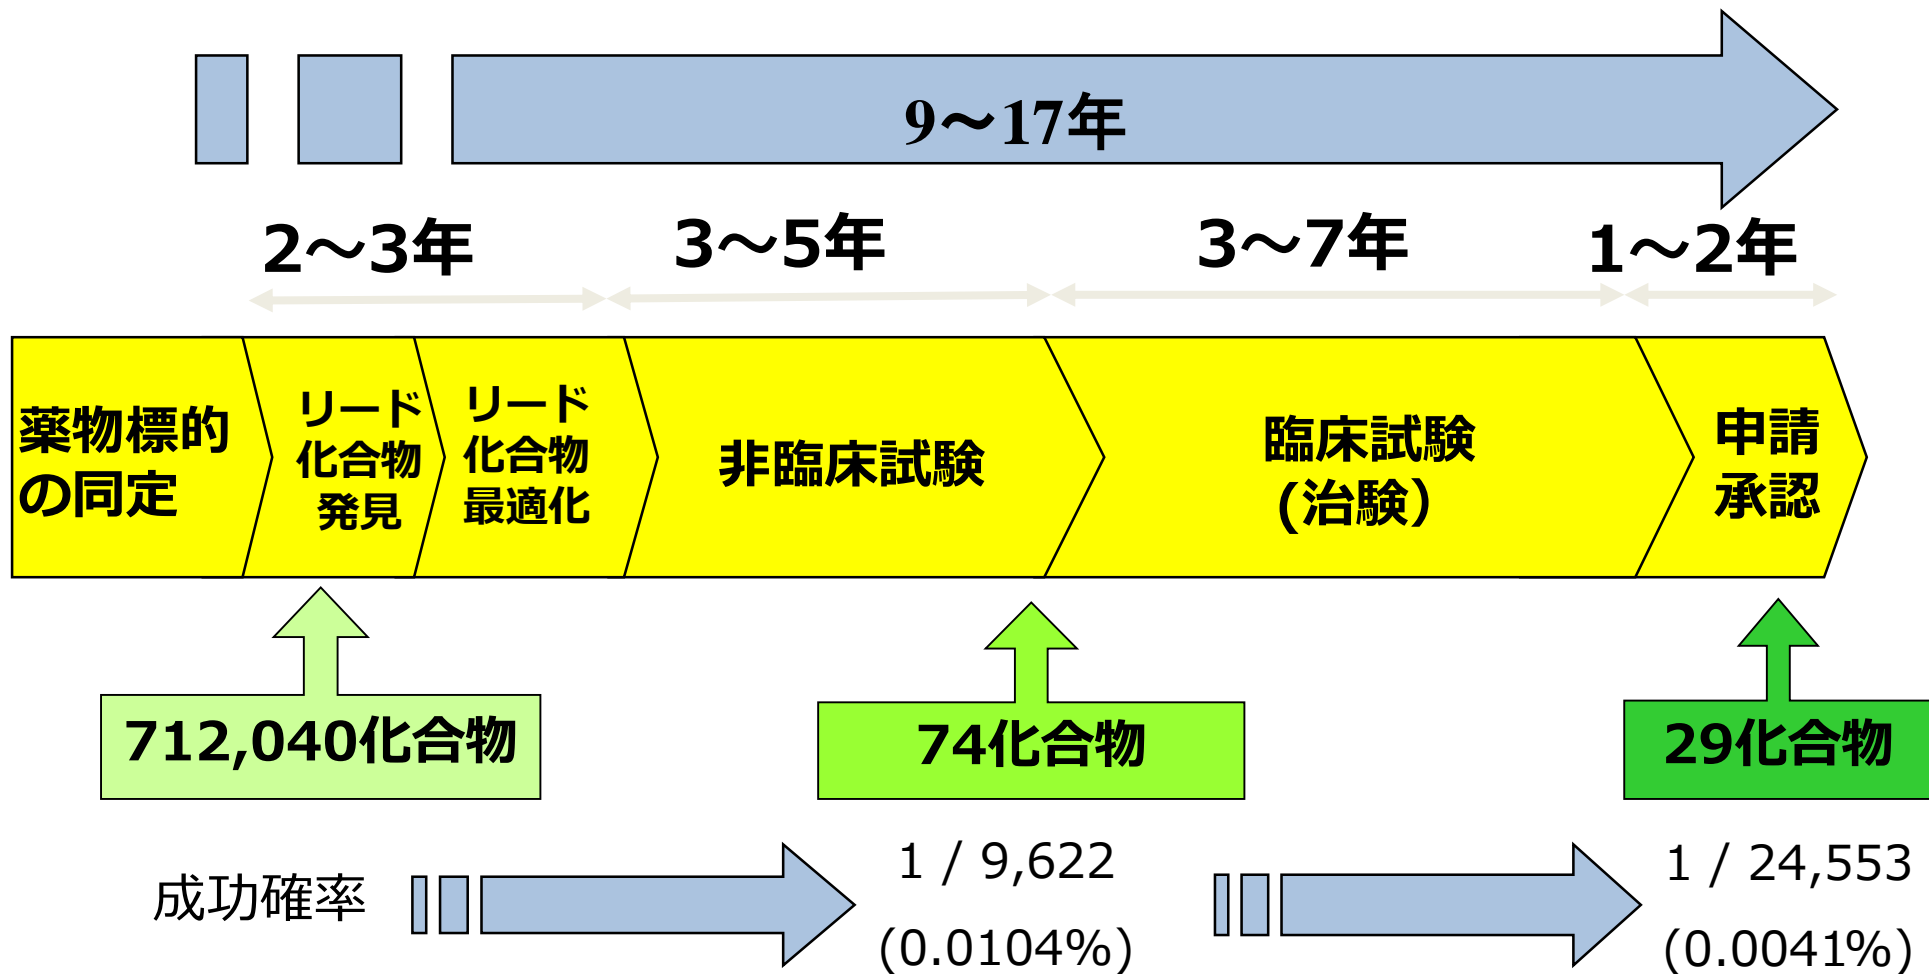 9～17年
2～3年
3～5年
3～7年
1～2年
薬物標的
の同定
リード
化合物
発見
リード
化合物
最適化
非臨床試験
臨床試験
(治験）
申請
承認
712,040化合物
74化合物
29化合物
成功確率
1 / 9,622
(0.0104%)
1 / 24,553
(0.0041%)